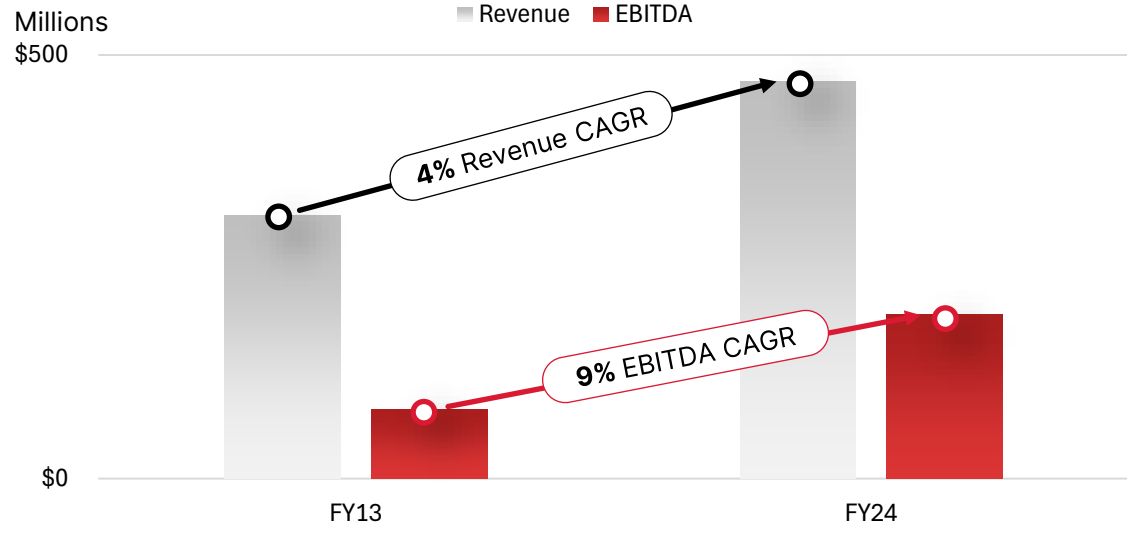 Millions
Revenue EBITDA
$500
4% Revenue CAGR
9% EBITDA CAGR
$0
FY13 FY24